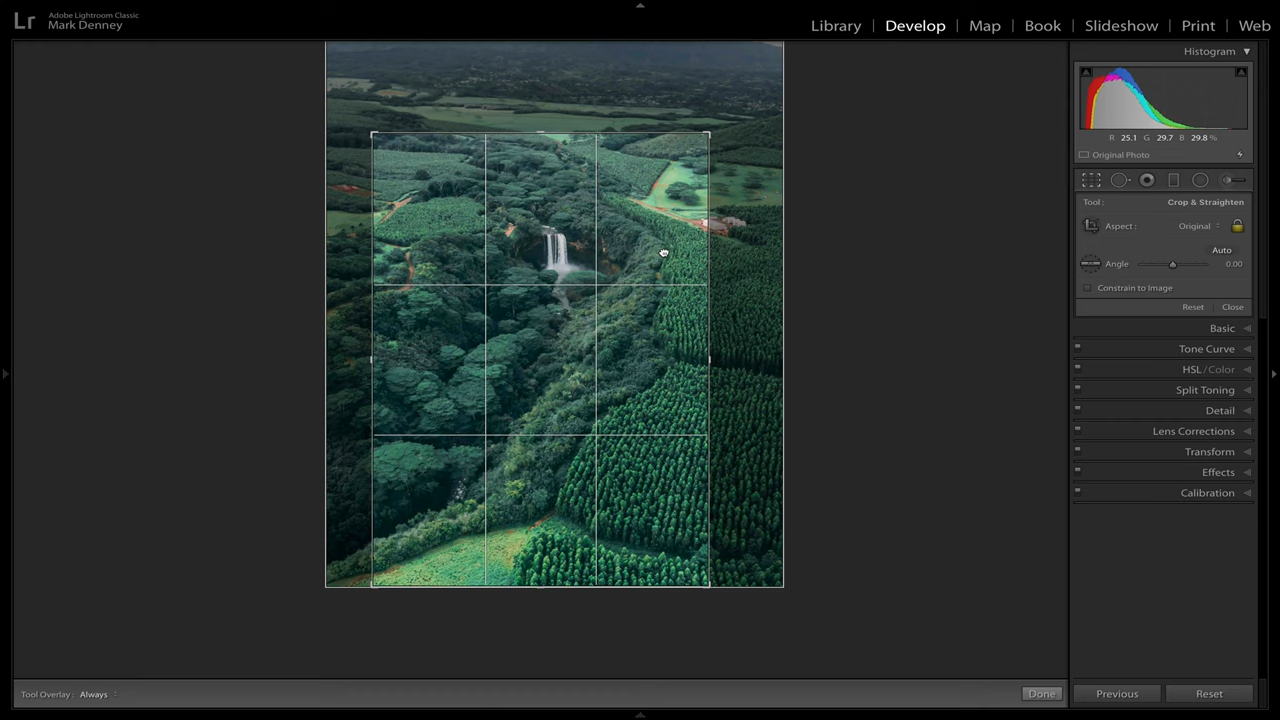 Lr
Adobe Lightroom Classic
Mark Denney
Library | Develop | Map | Book | Slideshow | Print | Web
Histogram
R 25.1 G 29.7 B 29.8 %
Original Photo
Tool : Crop & Straighten
Aspect : Original
Auto
Angle 0.00
Constrain to Image
Reset Close
Basic
Tone Curve
HSL / Color
Split Toning
Detail
Lens Corrections
Transform
Effects
Calibration
Tool Overlay : Always
Done
Previous Reset